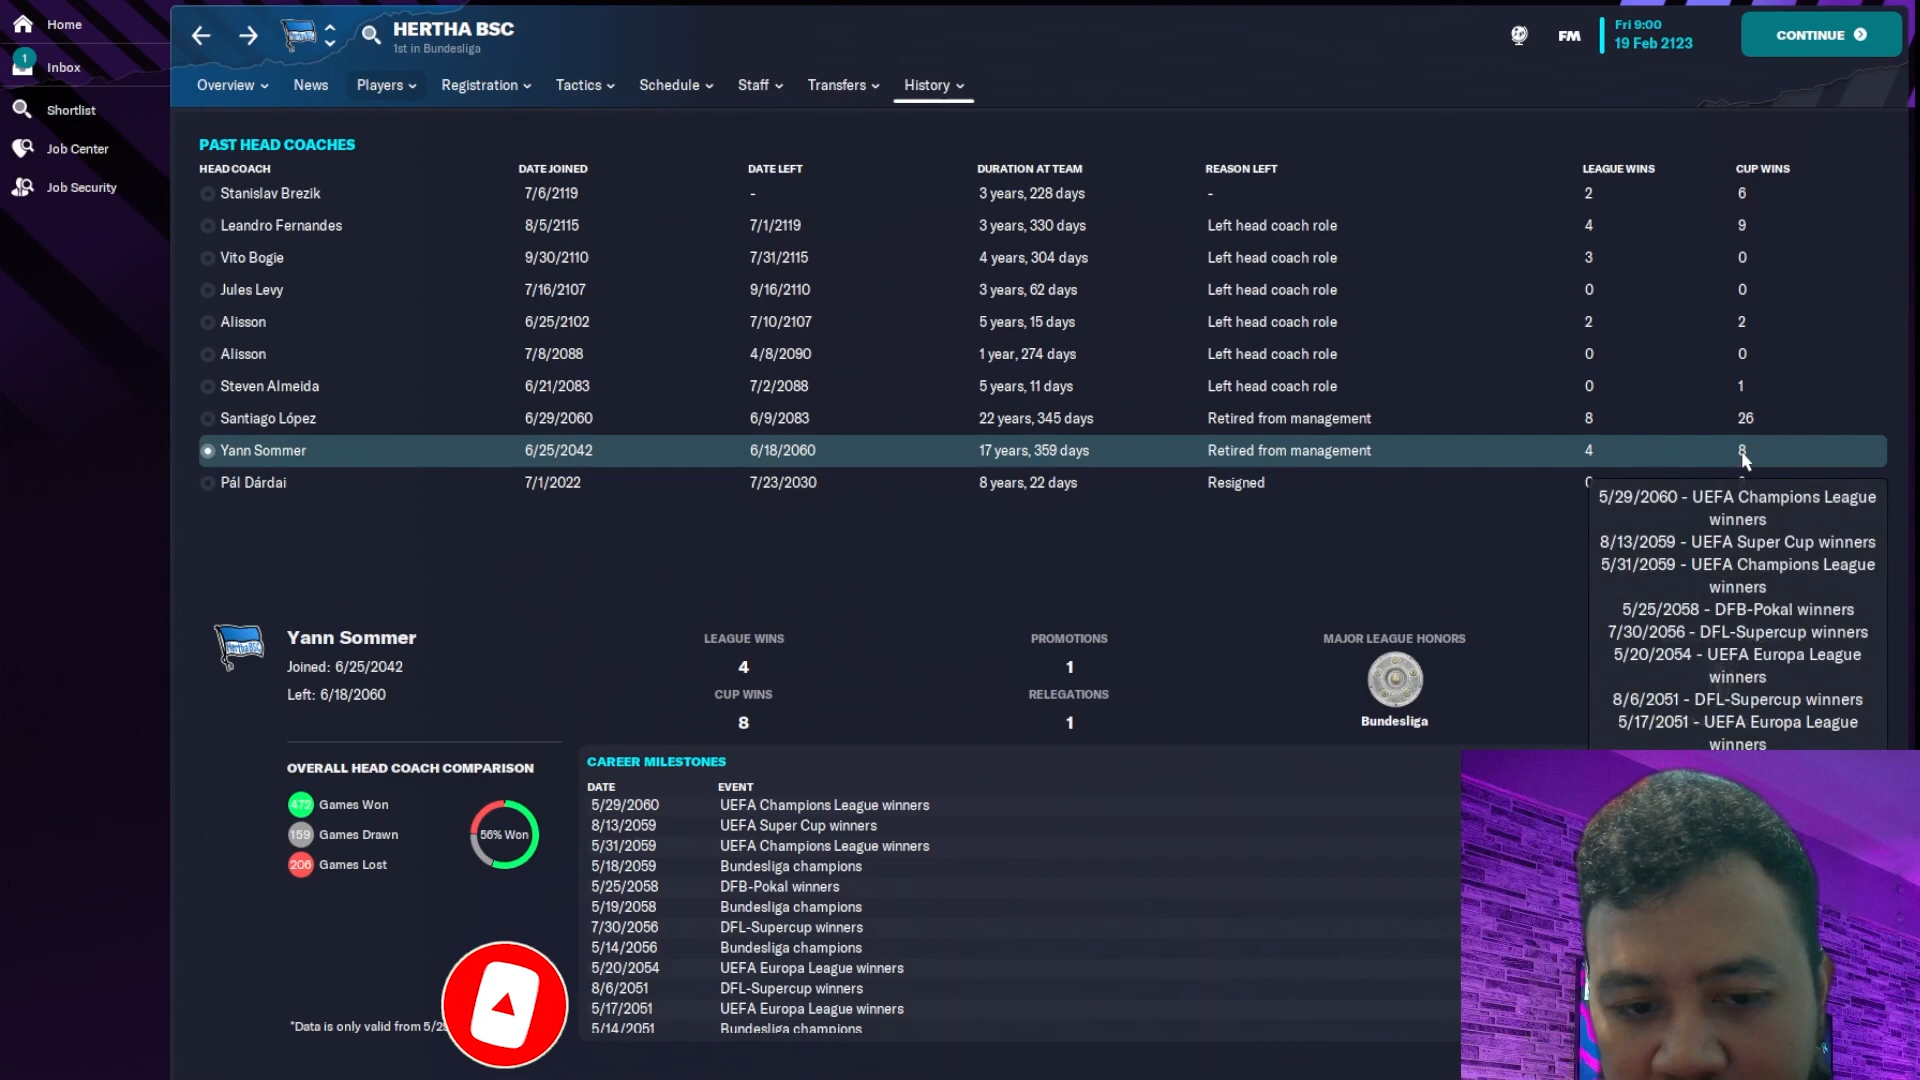 Home
1
Inbox
Shortlist
Job Center
Job Security
HERTHA BSC
1st in Bundesliga
FM
Fri 9:00
19 Feb 2123
CONTINUE
Overview
News
Players
Registration
Tactics
Schedule
Staff
Transfers
History
PAST HEAD COACHES
HEAD COACH DATE JOINED DATE LEFT DURATION AT TEAM REASON LEFT LEAGUE WINS CUP WINS
Stanislav Brezik 7/6/2119 - 3 years, 228 days - 2 6
Leandro Fernandes 8/5/2115 7/1/2119 3 years, 330 days Left head coach role 4 9
Vito Bogie 9/30/2110 7/31/2115 4 years, 304 days Left head coach role 3 0
Jules Levy 7/16/2107 9/16/2110 3 years, 62 days Left head coach role 0 0
Alisson 6/25/2102 7/10/2107 5 years, 15 days Left head coach role 2 2
Alisson 7/8/2088 4/8/2090 1 year, 274 days Left head coach role 0 0
Steven Almeida 6/21/2083 7/2/2088 5 years, 11 days Left head coach role 0 1
Santiago López 6/29/2060 6/9/2083 22 years, 345 days Retired from management 8 26
Yann Sommer 6/25/2042 6/18/2060 17 years, 359 days Retired from management 4 8
Pál Dárdai 7/1/2022 7/23/2030 8 years, 22 days Resigned
5/29/2060 - UEFA Champions League
winners
8/13/2059 - UEFA Super Cup winners
5/31/2059 - UEFA Champions League
winners
5/25/2058 - DFB-Pokal winners
7/30/2056 - DFL-Supercup winners
5/20/2054 - UEFA Europa League
winners
8/6/2051 - DFL-Supercup winners
5/17/2051 - UEFA Europa League
winners
Yann Sommer
Joined: 6/25/2042
Left: 6/18/2060
LEAGUE WINS
4
CUP WINS
8
PROMOTIONS
1
RELEGATIONS
1
MAJOR LEAGUE HONORS
Bundesliga
OVERALL HEAD COACH COMPARISON
472 Games Won
159 Games Drawn
206 Games Lost
56% Won
*Data is only valid from
CAREER MILESTONES
DATE EVENT
5/29/2060 UEFA Champions League winners
8/13/2059 UEFA Super Cup winners
5/31/2059 UEFA Champions League winners
5/18/2059 Bundesliga champions
5/25/2058 DFB-Pokal winners
5/19/2058 Bundesliga champions
7/30/2056 DFL-Supercup winners
5/14/2056 Bundesliga champions
5/20/2054 UEFA Europa League winners
8/6/2051 DFL-Supercup winners
5/17/2051 UEFA Europa League winners
5/14/2051 Bundesliga champions